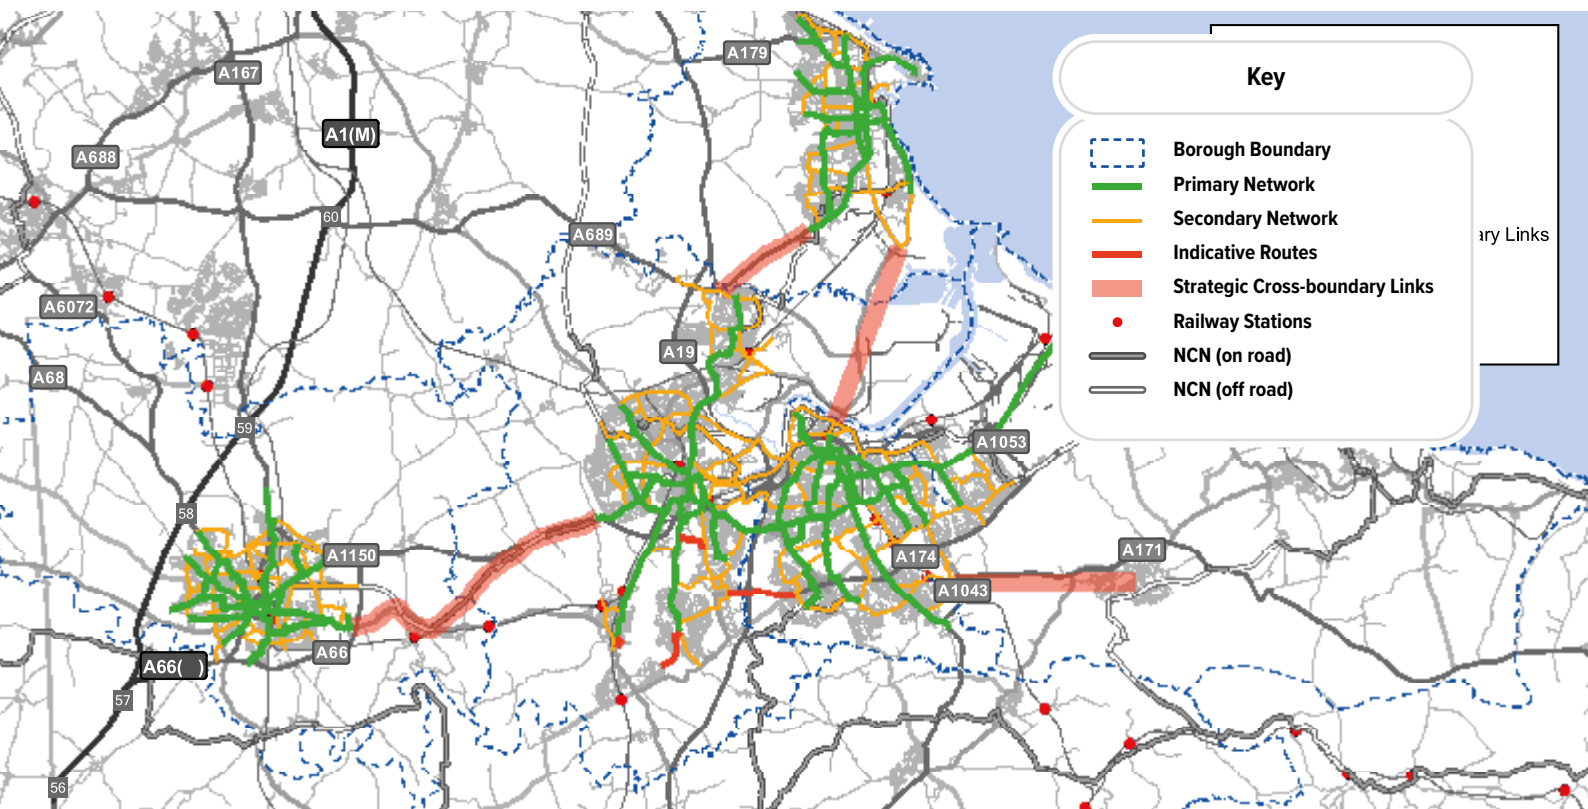 A179
Key
A167
A1(M)
Borough Boundary
A688
Primary Network
60
Secondary Network
A689
ary Links
Indicative Routes
Strategic Cross-boundary Links
A6072
Railway Stations
A19
NCN (on road)
A68
NCN (off road)
59
A1053
58
A1150
A174
A171
A1043
A66
A66( )
57
56